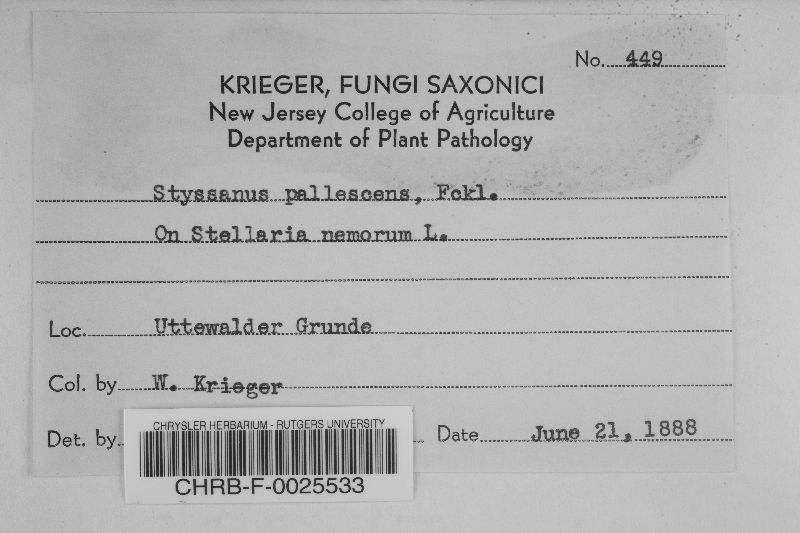 No. 449
KRIEGER, FUNGI SAXONICI
New Jersey College of Agriculture
Department of Plant Pathology
Styssanus pallescens, Fckl.
On Stellaria nemorum L.
Loc. Uttewalder Grunde
Col. by W. Krieger
Det. by Date June 21, 1888
CHRYSLER HERBARIUM - RUTGERS UNIVERSITY
CHRB-F-0025533